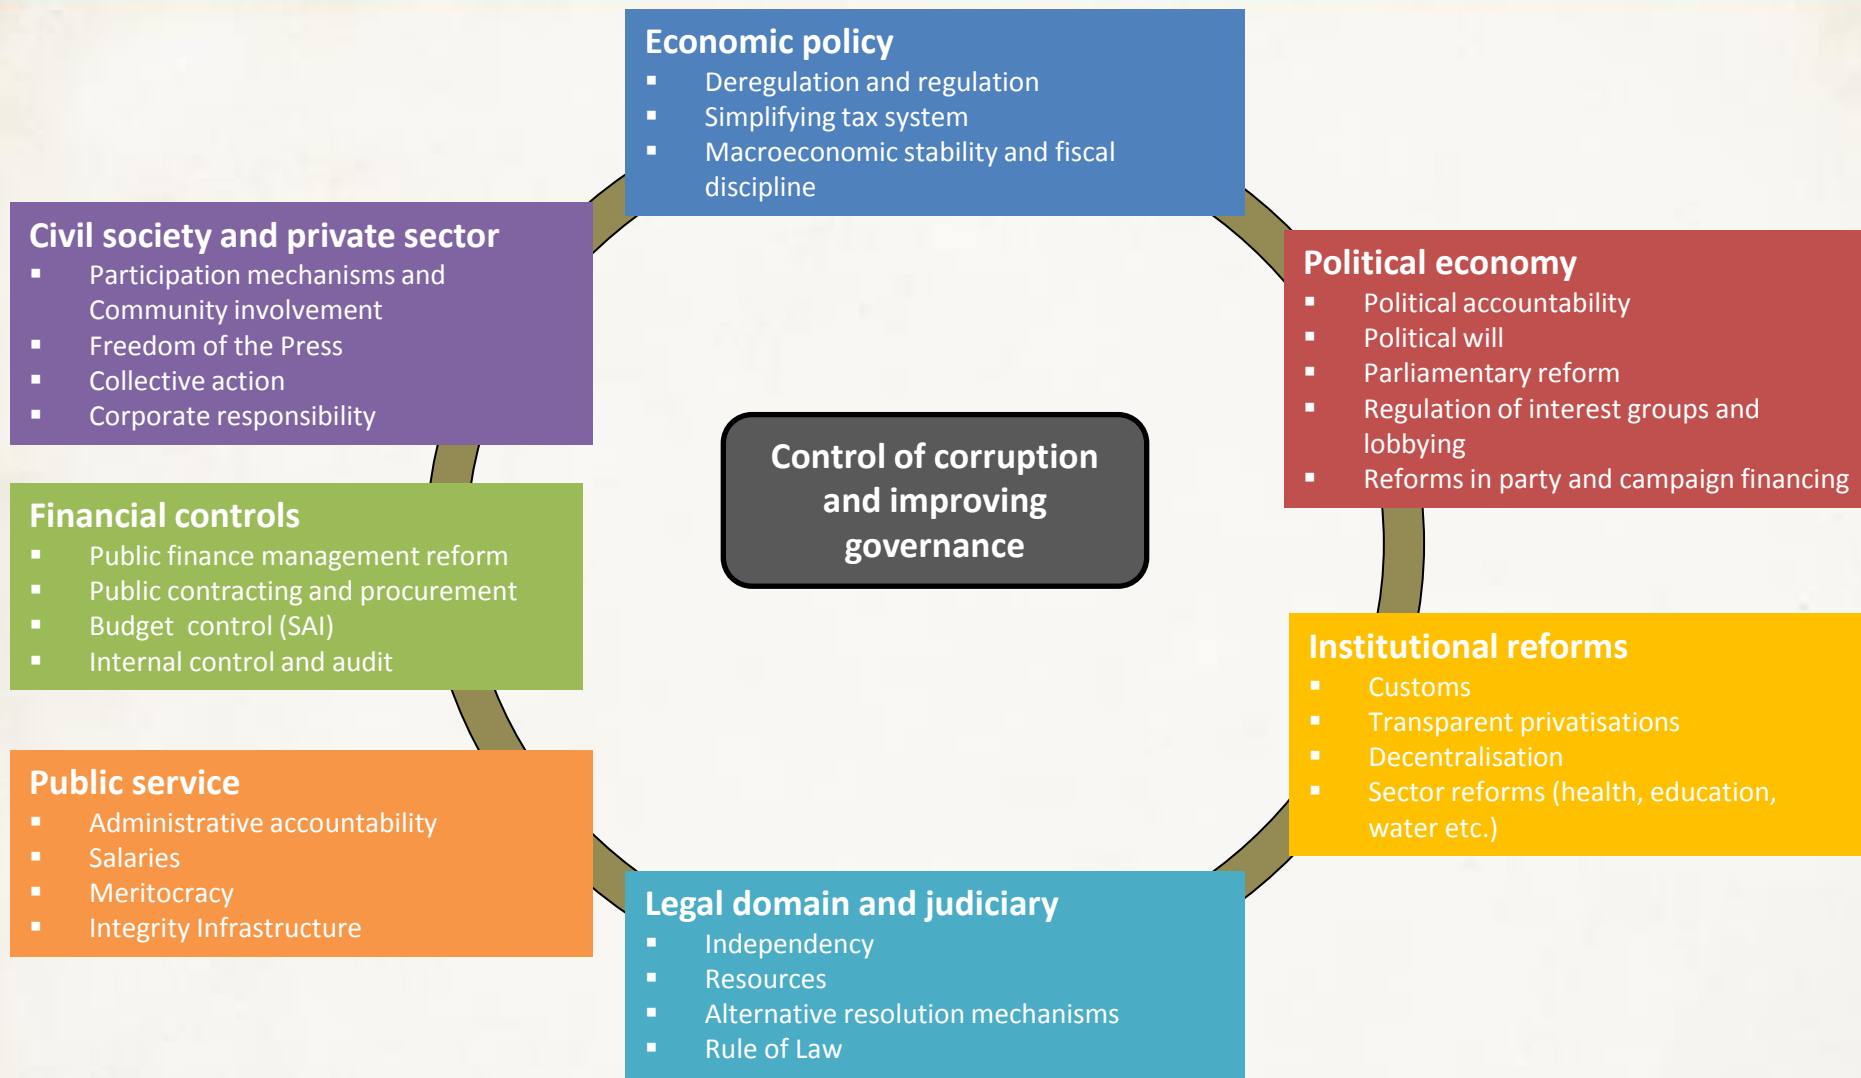 Economic policy
▪ Deregulation and regulation
▪ Simplifying tax system
▪ Macroeconomic stability and fiscal
discipline
Civil society and private sector
▪ Participation mechanisms and
Community involvement
▪ Freedom of the Press
▪ Collective action
▪ Corporate responsibility
Political economy
▪ Political accountability
▪ Political will
▪ Parliamentary reform
▪ Regulation of interest groups and
lobbying
▪ Reforms in party and campaign financing
Control of corruption
and improving
governance
Financial controls
▪ Public finance management reform
▪ Public contracting and procurement
▪ Budget control (SAI)
▪ Internal control and audit
Institutional reforms
▪ Customs
▪ Transparent privatisations
▪ Decentralisation
▪ Sector reforms (health, education,
water etc.)
Public service
▪ Administrative accountability
▪ Salaries
▪ Meritocracy
▪ Integrity Infrastructure
Legal domain and judiciary
▪ Independency
▪ Resources
▪ Alternative resolution mechanisms
▪ Rule of Law